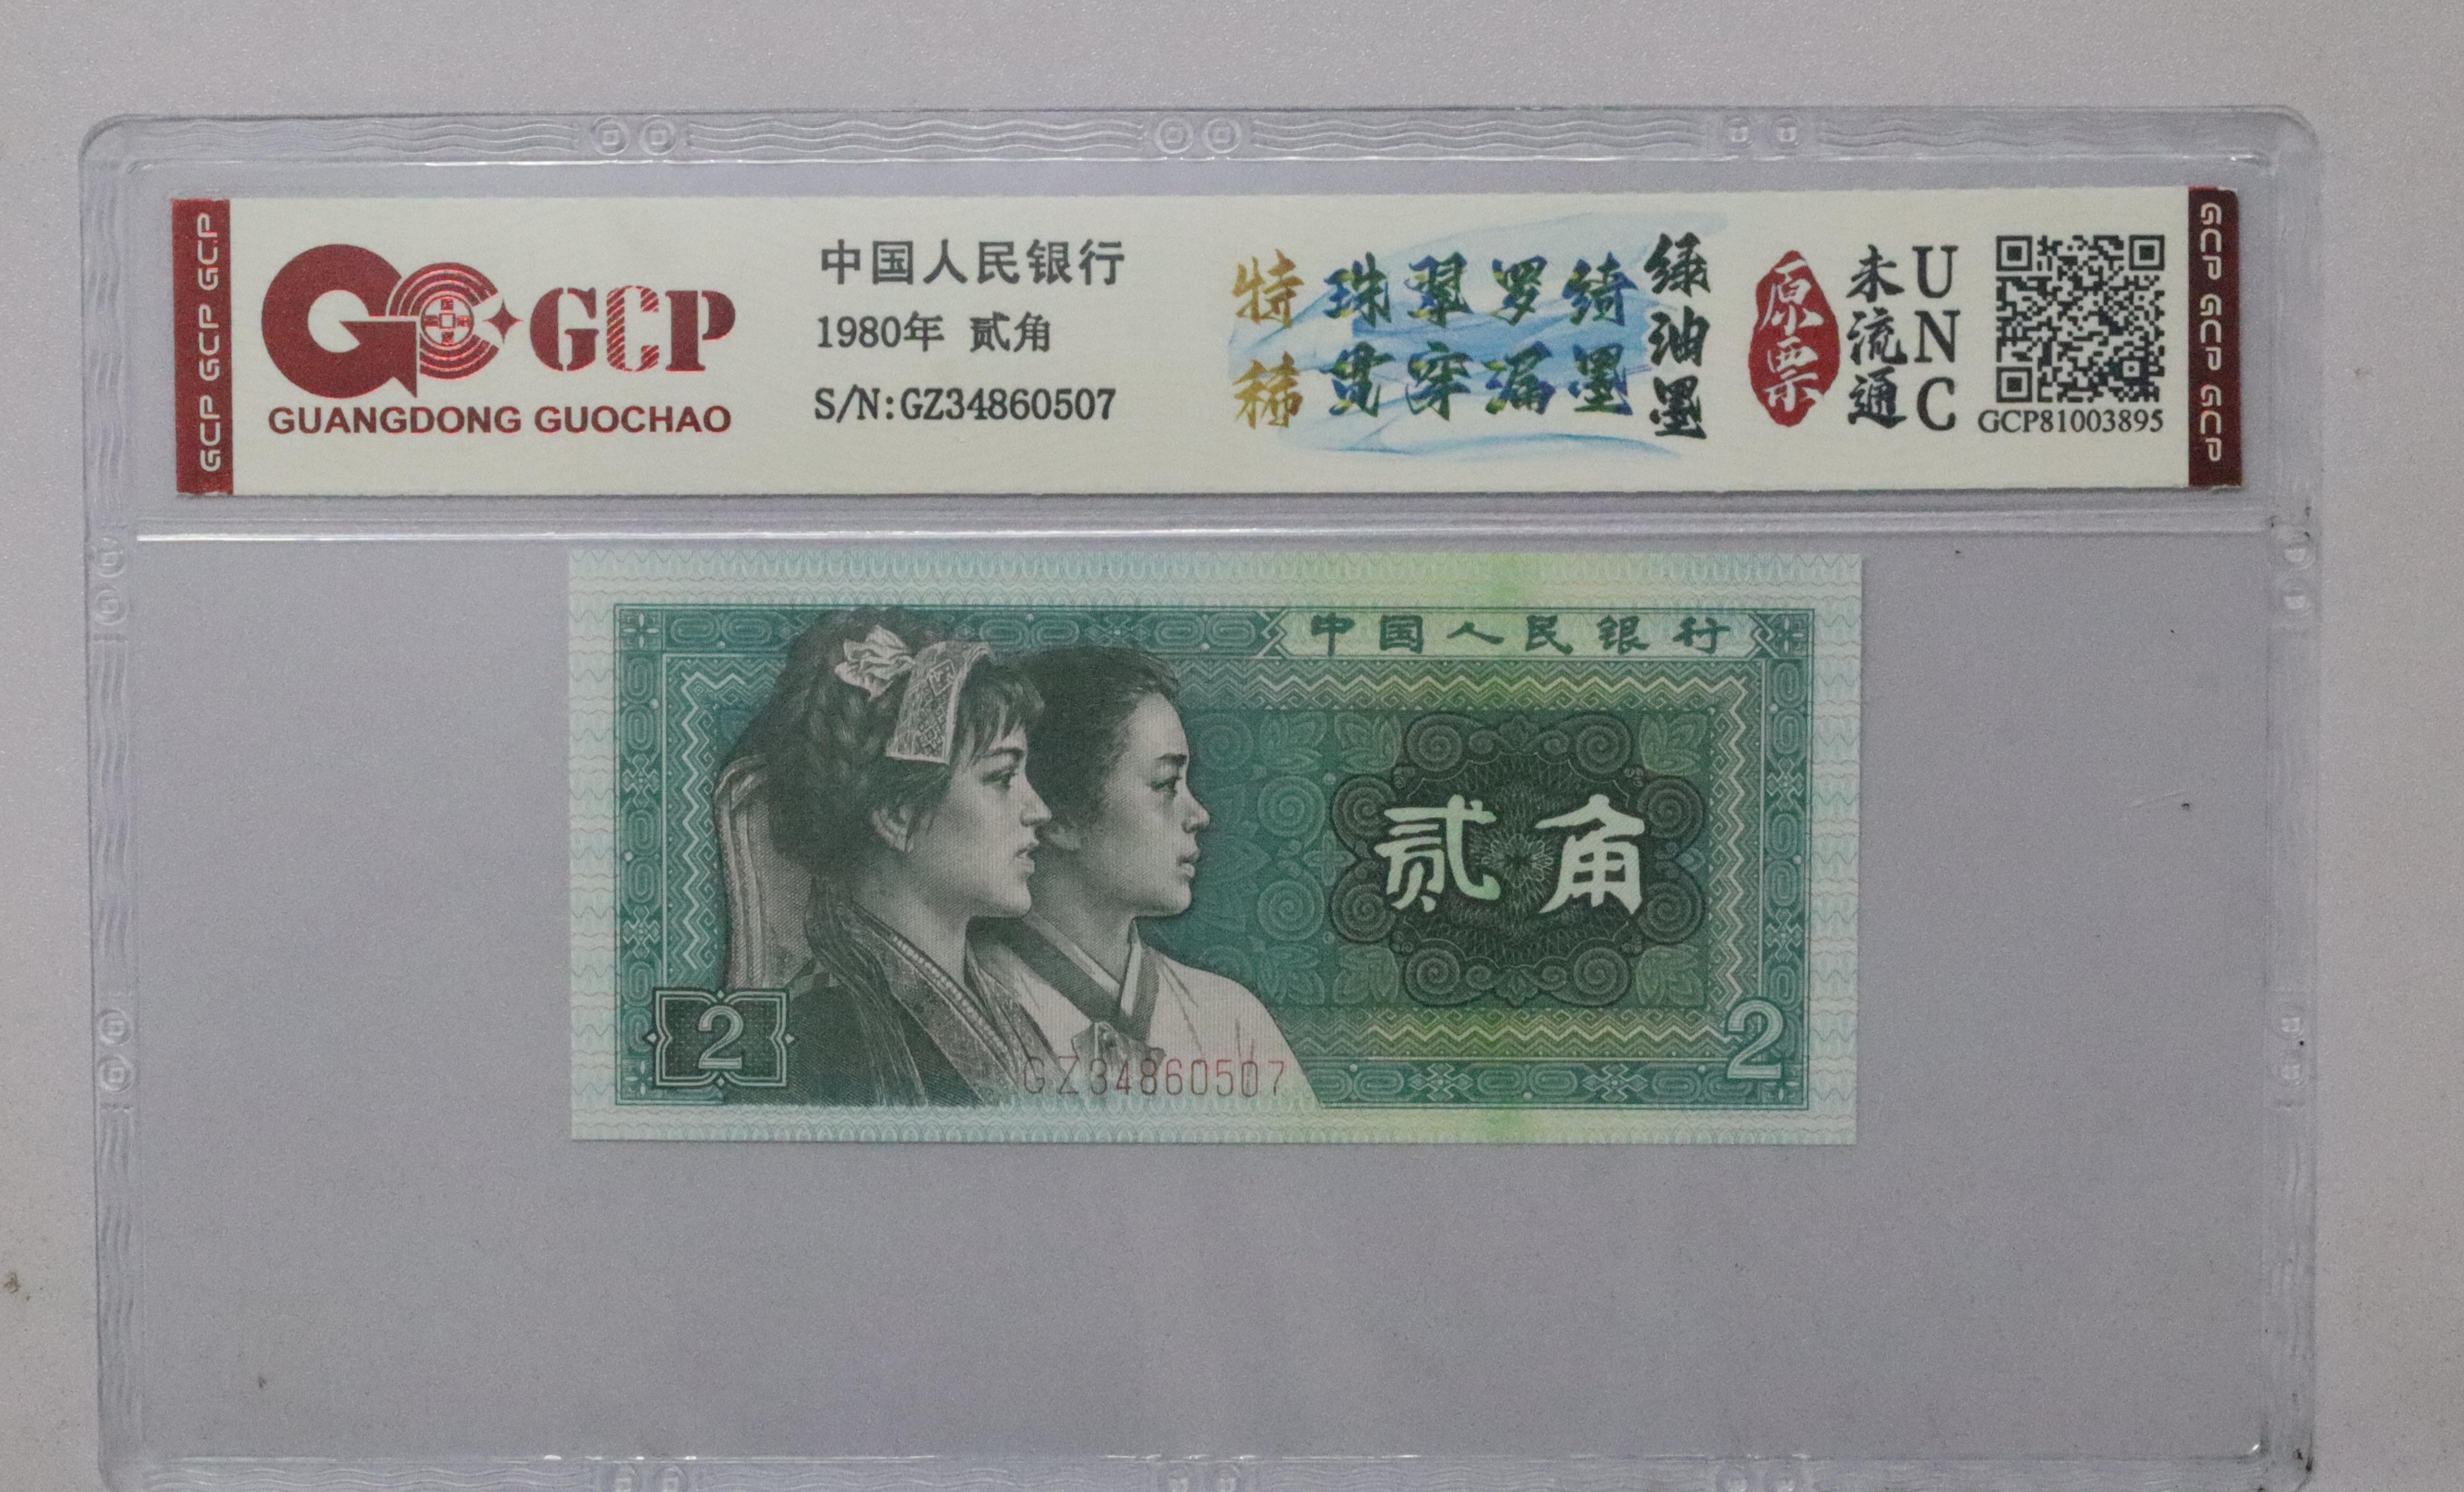 GCP GCP GCP
GCP
GUANGDONG GUOCHAO
中国人民银行
1980年 贰角
S/N:GZ34860507
特稀
珠翠罗绮
贯穿漏墨
绿油墨
原票
未流通
UNC
GCP81003895
GCP GCP GCP
中国人民银行
贰角
2
GZ34860507
2